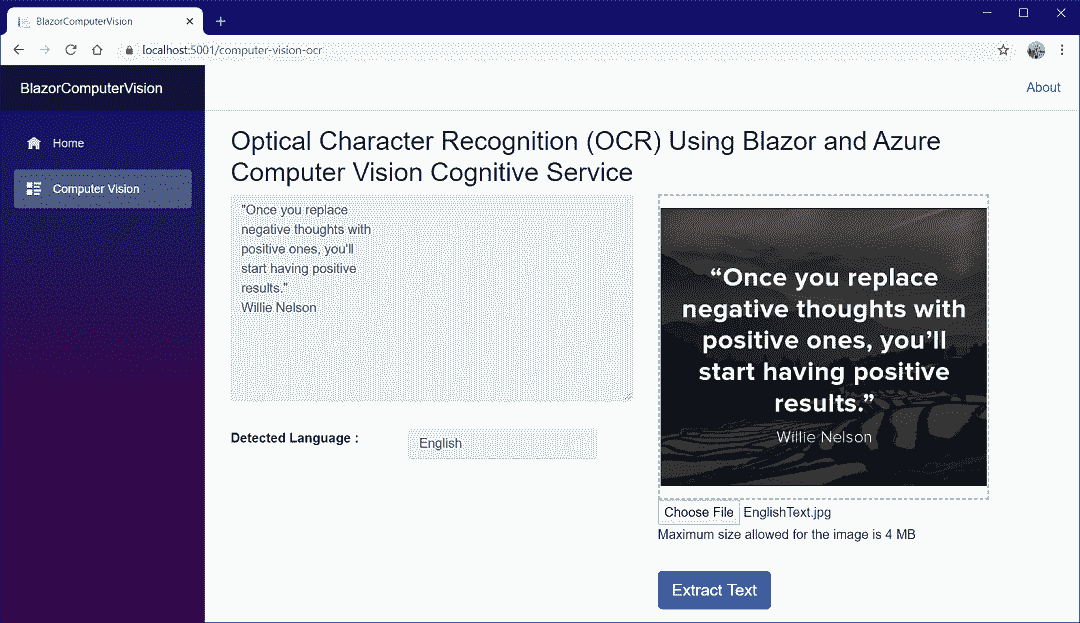 BlazorComputerVision
localhost:5001/computer-vision-ocr
BlazorComputerVision
About
Home
Computer Vision
Optical Character Recognition (OCR) Using Blazor and Azure
Computer Vision Cognitive Service
"Once you replace
negative thoughts with
positive ones, you'll
start having positive
results."
Willie Nelson
“Once you replace
negative thoughts with
positive ones, you’ll
start having positive
results.”
Willie Nelson
Detected Language :
English
Choose File EnglishText.jpg
Maximum size allowed for the image is 4 MB
Extract Text